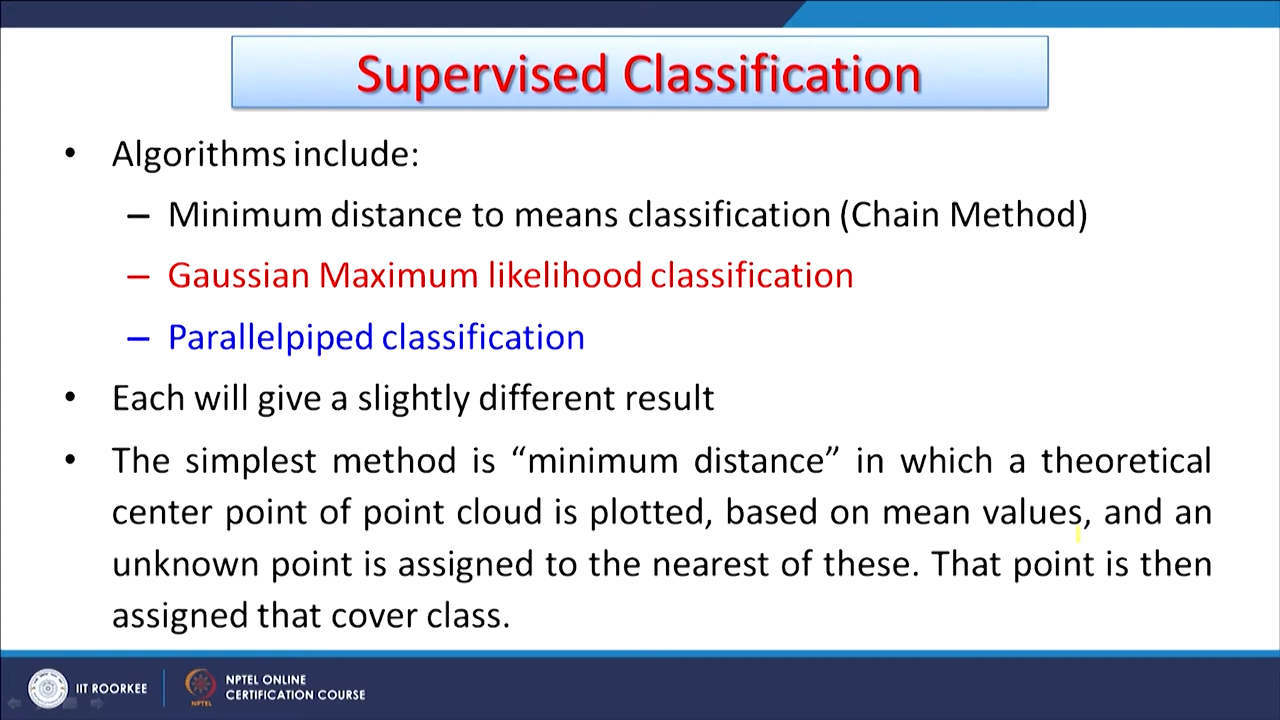 Supervised Classification
• Algorithms include:
– Minimum distance to means classification (Chain Method)
– Gaussian Maximum likelihood classification
– Parallelpiped classification
• Each will give a slightly different result
• The simplest method is “minimum distance” in which a theoretical
center point of point cloud is plotted, based on mean values, and an
unknown point is assigned to the nearest of these. That point is then
assigned that cover class.
IIT ROORKEE
NPTEL
NPTEL ONLINE
CERTIFICATION COURSE